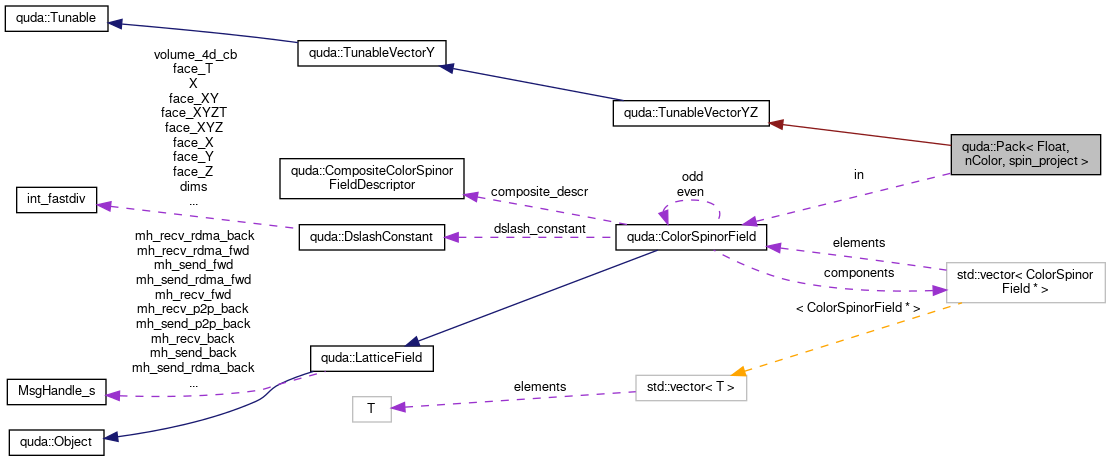 quda::Tunable
quda::TunableVectorY
quda::TunableVectorYZ
quda::Pack< Float,
nColor, spin_project >
volume_4d_cb
face_T
X
face_XY
face_XYZT
face_XYZ
face_X
face_Y
face_Z
dims
...
int_fastdiv
quda::CompositeColorSpinor
FieldDescriptor
composite_descr
odd
even
in
quda::DslashConstant
dslash_constant
quda::ColorSpinorField
elements
components
std::vector< ColorSpinor
Field * >
< ColorSpinorField * >
mh_recv_rdma_back
mh_recv_rdma_fwd
mh_send_fwd
mh_send_rdma_fwd
mh_recv_fwd
mh_recv_p2p_back
mh_send_p2p_back
mh_recv_back
mh_send_back
mh_send_rdma_back
...
quda::LatticeField
MsgHandle_s
T
elements
std::vector< T >
quda::Object